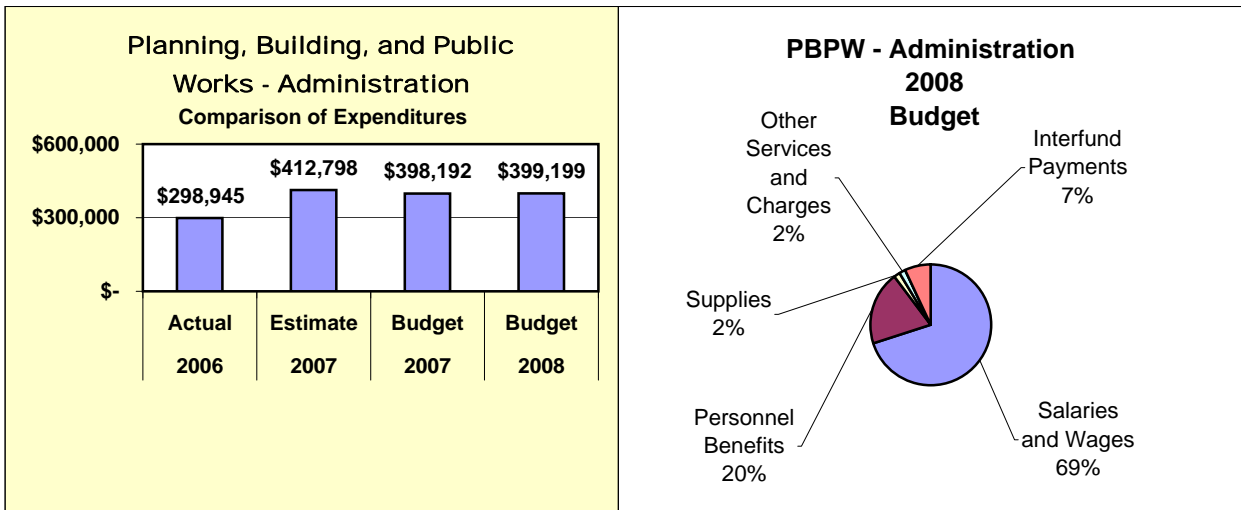 Planning, Building, and Public
Works - Administration
Comparison of Expenditures
$600,000
$300,000
$-
$298,945
$412,798
$398,192
$399,199
Actual
2006
Estimate
2007
Budget
2007
Budget
2008
PBPW - Administration
2008
Budget
Other
Services
and
Charges
2%
Interfund
Payments
7%
Supplies
2%
Personnel
Benefits
20%
Salaries
and Wages
69%